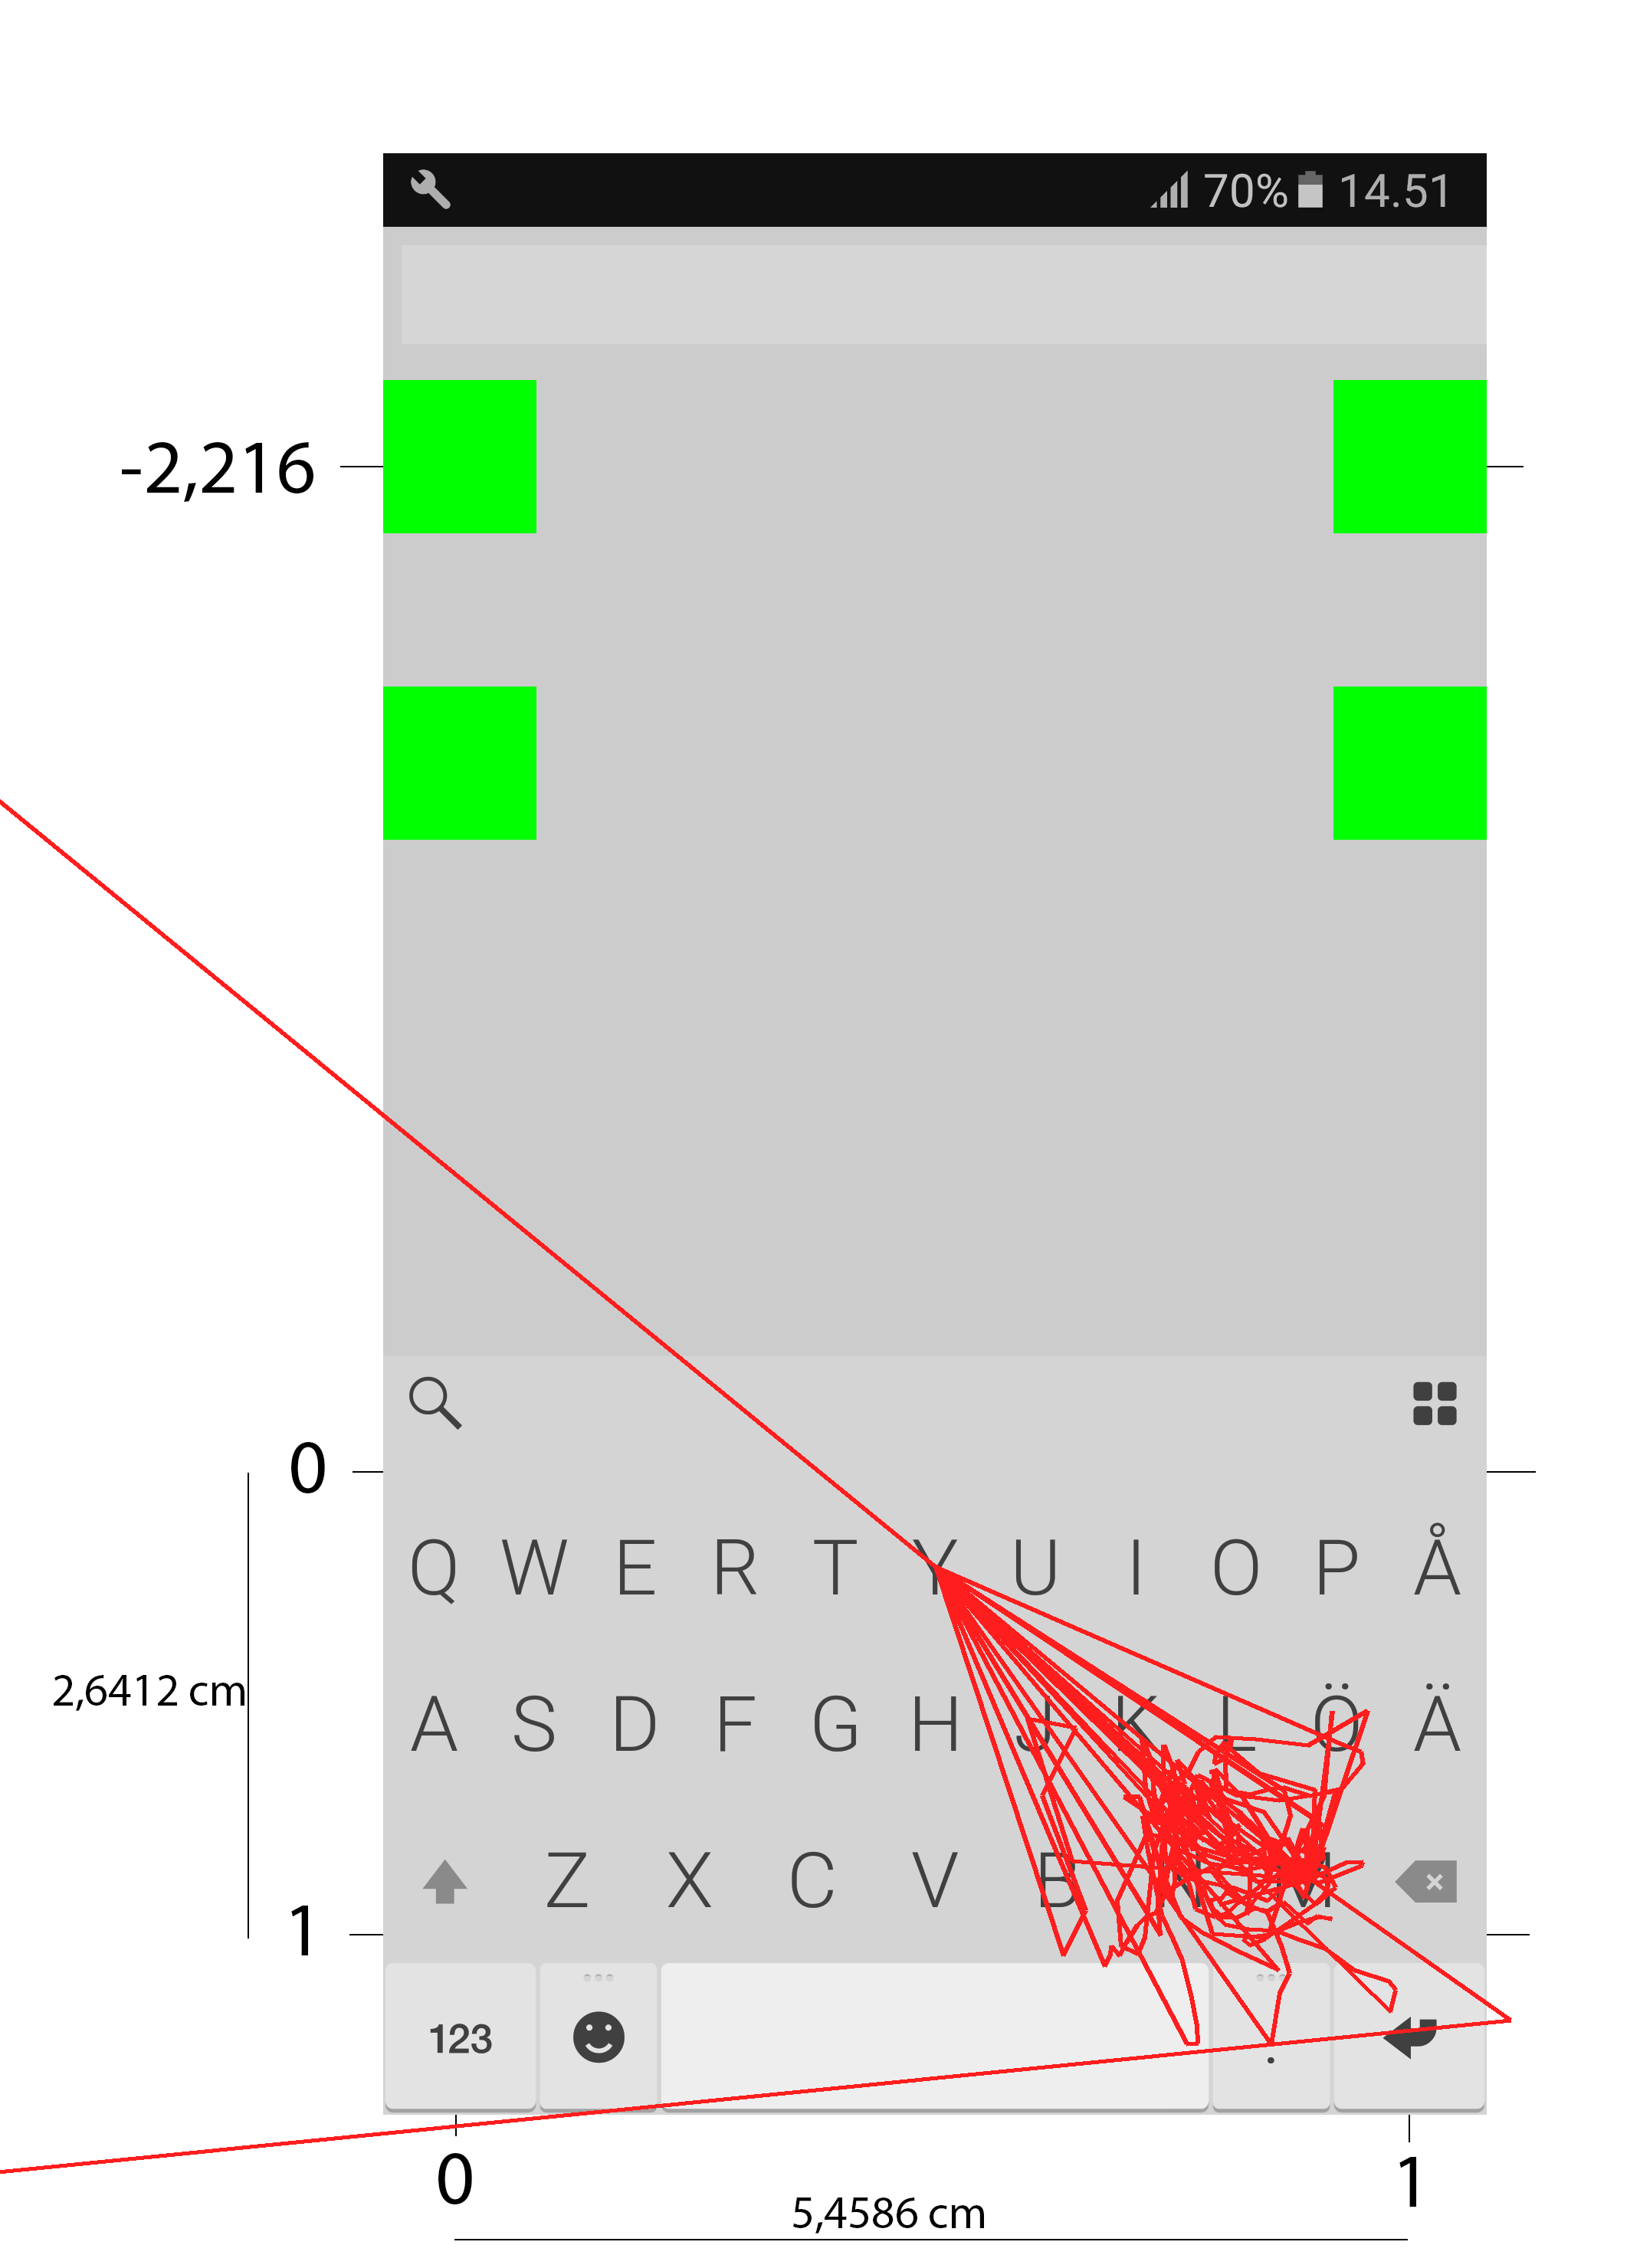 70% 14.51
-2,216
0
Q W E R T Y U I O P Å
2,6412 cm
A S D F G H J K L Ö Ä
Z X C V B N M
1
123 .
0 1
5,4586 cm